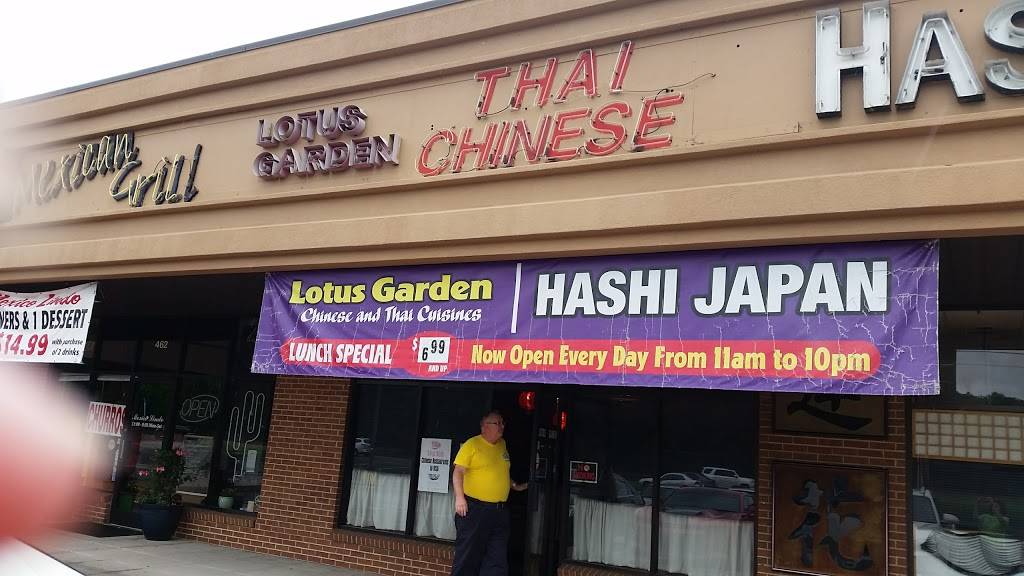 Mexican Grill
LOTUS
GARDEN
THAI
CHINESE
HAS
Lotus Garden
Chinese and Thai Cuisines
HASHI JAPAN
LUNCH SPECIAL
$6.99
AND UP
Now Open Every Day From 11am to 10pm
& 1 DESSERT
$14.99
with purchase
of 2 drinks
462
CHURROS
OPEN
花